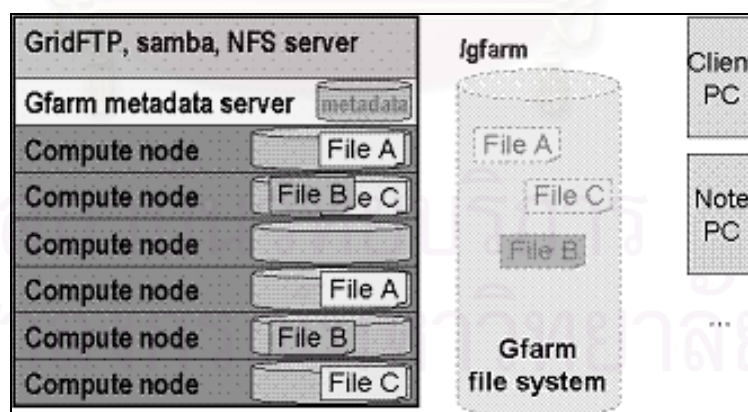 GridFTP, samba, NFS server
Gfarm metadata server metadata
Compute node File A
Compute node File B e C
Compute node
Compute node File A
Compute node File B
Compute node File C
/gfarm
File A
File C
File B
Gfarm
file system
Clien
PC
Note
PC
...